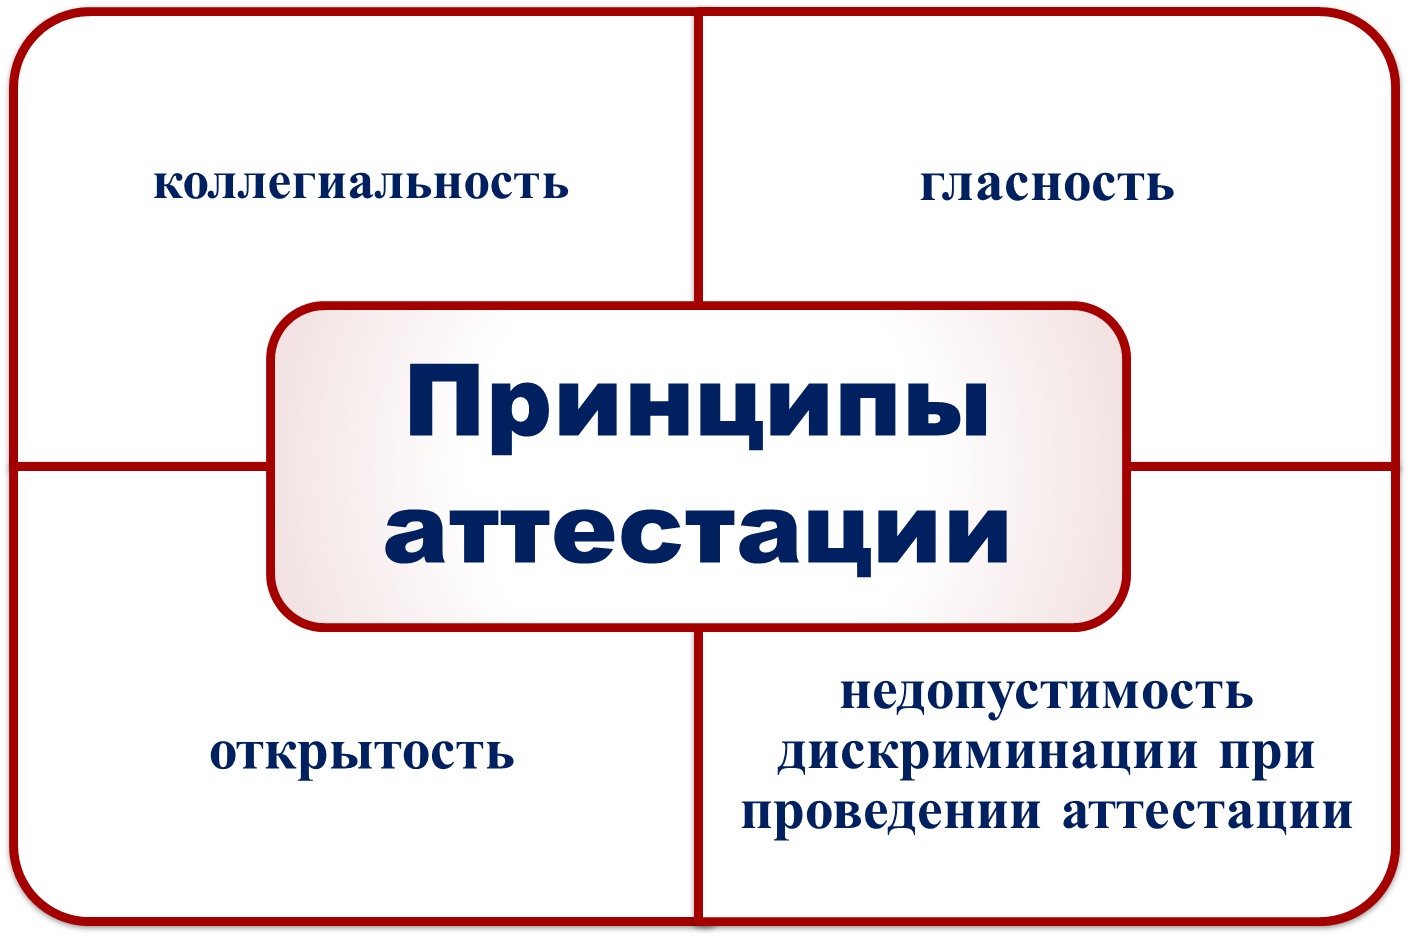 коллегиальность
гласность
Принципы
аттестации
открытость
недопустимость
дискриминации при
проведении аттестации